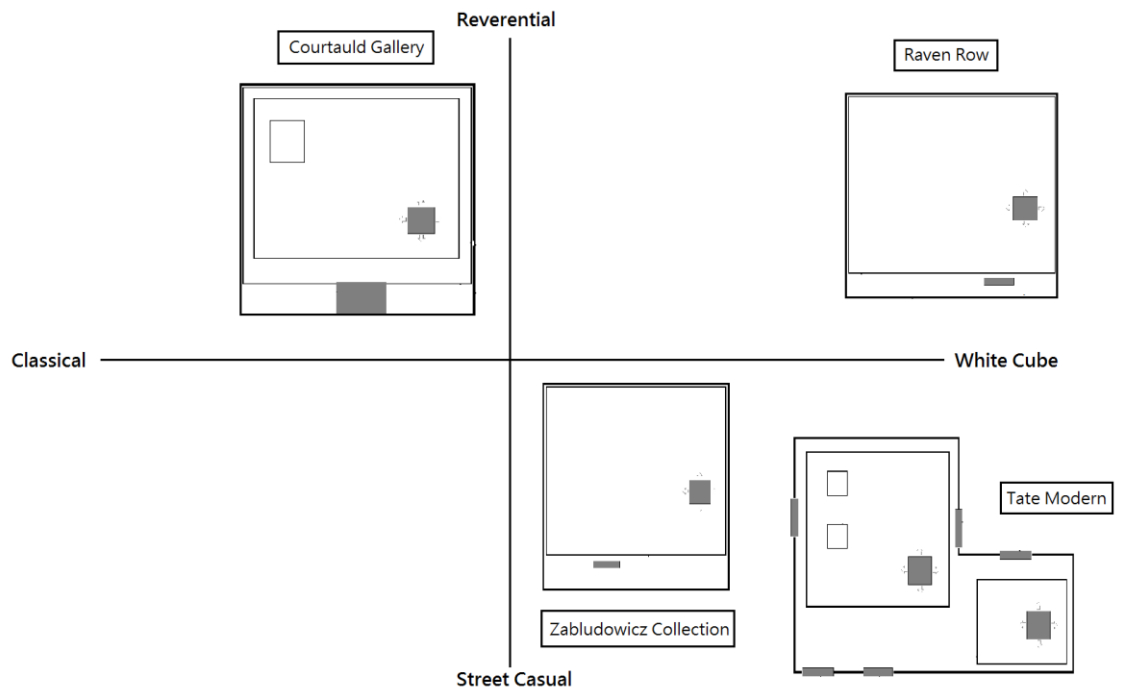 Reverential
Courtauld Gallery
Raven Row
Classical
White Cube
Tate Modern
Zabludowicz Collection
Street Casual